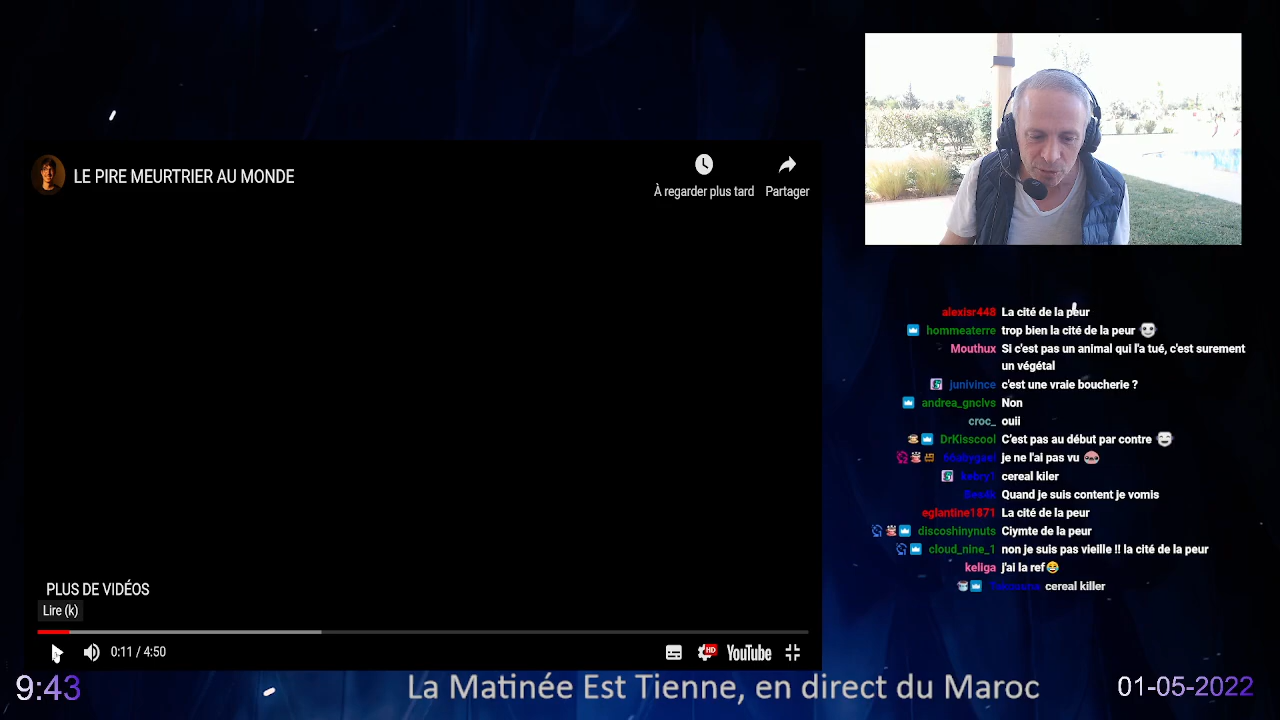 LE PIRE MEURTRIER AU MONDE
À regarder plus tard
Partager
alexisr448 La cité de la peur
hommeaterre trop bien la cité de la peur
Mouthux Si c'est pas un animal qui l'a tué, c'est surement
un végétal
junivince c'est une vraie boucherie ?
andrea_gnclvs Non
croc_ ouii
DrKisscool C'est pas au début par contre
je ne l'ai pas vu
kebry1 cereal kiler
Quand je suis content je vomis
eglantine1871 La cité de la peur
discoshinynuts Ciymte de la peur
cloud_nine_1 non je suis pas vieille !! la cité de la peur
keliga j'ai la ref
cereal killer
PLUS DE VIDÉOS
Lire (k)
0:11 / 4:50
HD
YouTube
9:43
La Matinée Est Tienne, en direct du Maroc
01-05-2022